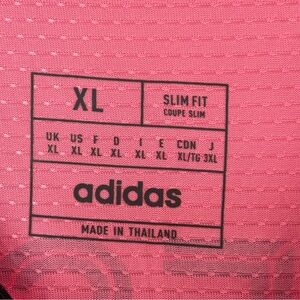 XL
SLIM FIT
COUPE SLIM
UK US F D I E CDN J
XL XL XL XL XL XL XL/TG 3XL
adidas
MADE IN THAILAND